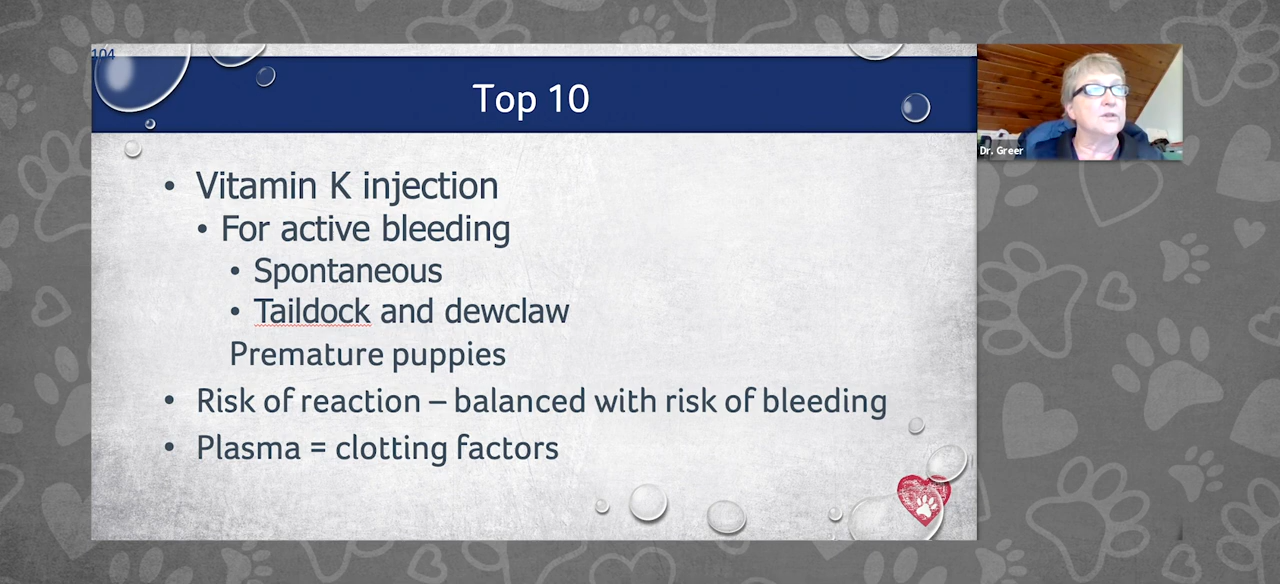 104
Top 10
• Vitamin K injection
• For active bleeding
• Spontaneous
• Taildock and dewclaw
Premature puppies
• Risk of reaction – balanced with risk of bleeding
• Plasma = clotting factors
Dr. Greer